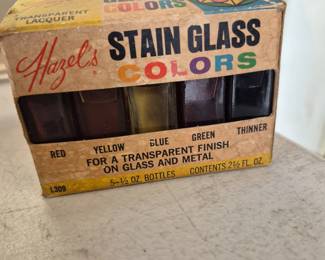 TRANSPARENT
LACQUER
Hazel's
STAIN GLASS
COLORS
RED YELLOW BLUE GREEN THINNER
FOR A TRANSPARENT FINISH
ON GLASS AND METAL
L309 5-½ OZ. BOTTLES CONTENTS 2½ FL. OZ.